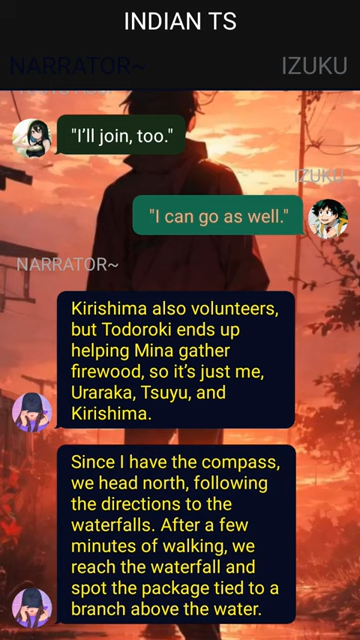 INDIAN TS
NARRATOR~
IZUKU
"I'll join, too."
IZUKU
"I can go as well."
NARRATOR~
Kirishima also volunteers,
but Todoroki ends up
helping Mina gather
firewood, so it's just me,
Uraraka, Tsuyu, and
Kirishima.
Since I have the compass,
we head north, following
the directions to the
waterfalls. After a few
minutes of walking, we
reach the waterfall and
spot the package tied to a
branch above the water.